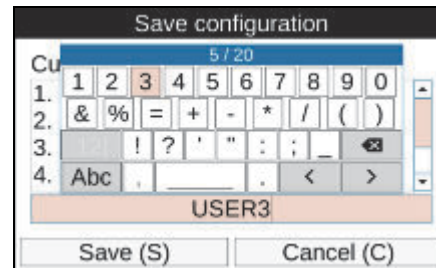 Save configuration
5 / 20
Cu
1 2 3 4 5 6 7 8 9 0
1.
& % = + - * / ( )
2.
! ? ' " : ; _
3.
4.
Abc , . < >
USER3
Save (S) Cancel (C)